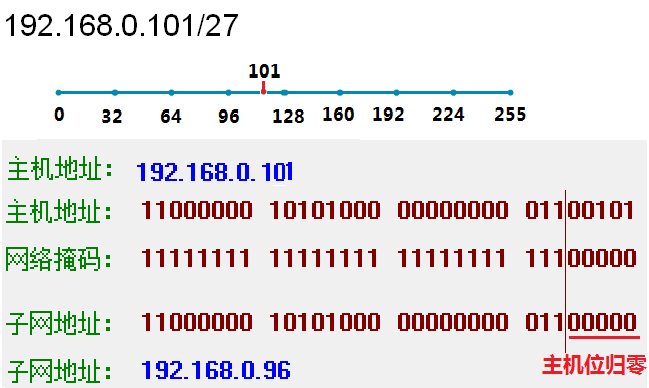 192.168.0.101/27
101
0 32 64 96 128 160 192 224 255
主机地址： 192.168.0.101
主机地址： 11000000 10101000 00000000 01100101
网络掩码： 11111111 11111111 11111111 11100000
子网地址： 11000000 10101000 00000000 01100000
子网地址： 192.168.0.96
主机位归零